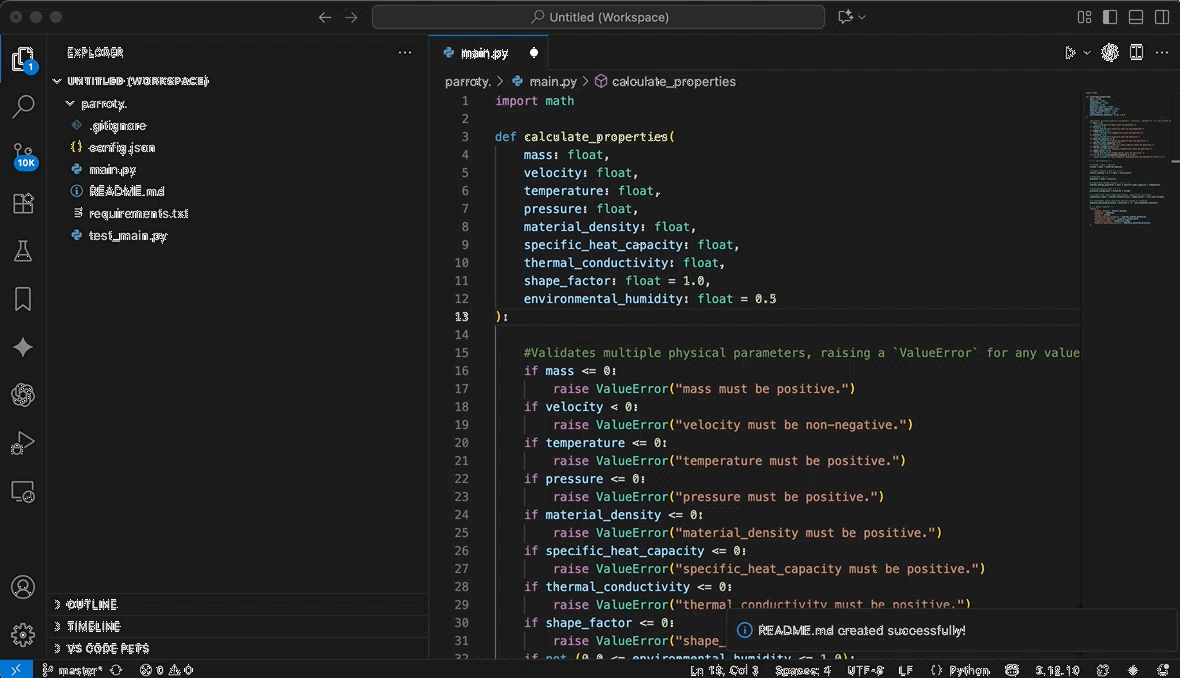 Untitled (Workspace)
EXPLORER
UNTITLED (WORKSPACE)
parroty.
.gitignore
config.json
main.py
README.md
requirements.txt
test_main.py
OUTLINE
TIMELINE
VS CODE PETS
1
10K
main.py
parroty. > main.py > calculate_properties
1 import math
2
3 def calculate_properties(
4 mass: float,
5 velocity: float,
6 temperature: float,
7 pressure: float,
8 material_density: float,
9 specific_heat_capacity: float,
10 thermal_conductivity: float,
11 shape_factor: float = 1.0,
12 environmental_humidity: float = 0.5
13 ):
14
15 #Validates multiple physical parameters, raising a `ValueError` for any value
16 if mass <= 0:
17 raise ValueError("mass must be positive.")
18 if velocity < 0:
19 raise ValueError("velocity must be non-negative.")
20 if temperature <= 0:
21 raise ValueError("temperature must be positive.")
22 if pressure <= 0:
23 raise ValueError("pressure must be positive.")
24 if material_density <= 0:
25 raise ValueError("material_density must be positive.")
26 if specific_heat_capacity <= 0:
27 raise ValueError("specific_heat_capacity must be positive.")
28 if thermal_conductivity <= 0:
29 raise ValueError("thermal_conductivity must be positive.")
30 if shape_factor <= 0:
31 raise ValueError("shape_
32 if not (0.0 <= environmental_humidity <= 1.0):
README.md created successfully!
master* 0 0 Ln 13, Col 3 Spaces: 4 UTF-8 LF {} Python 3.12.10